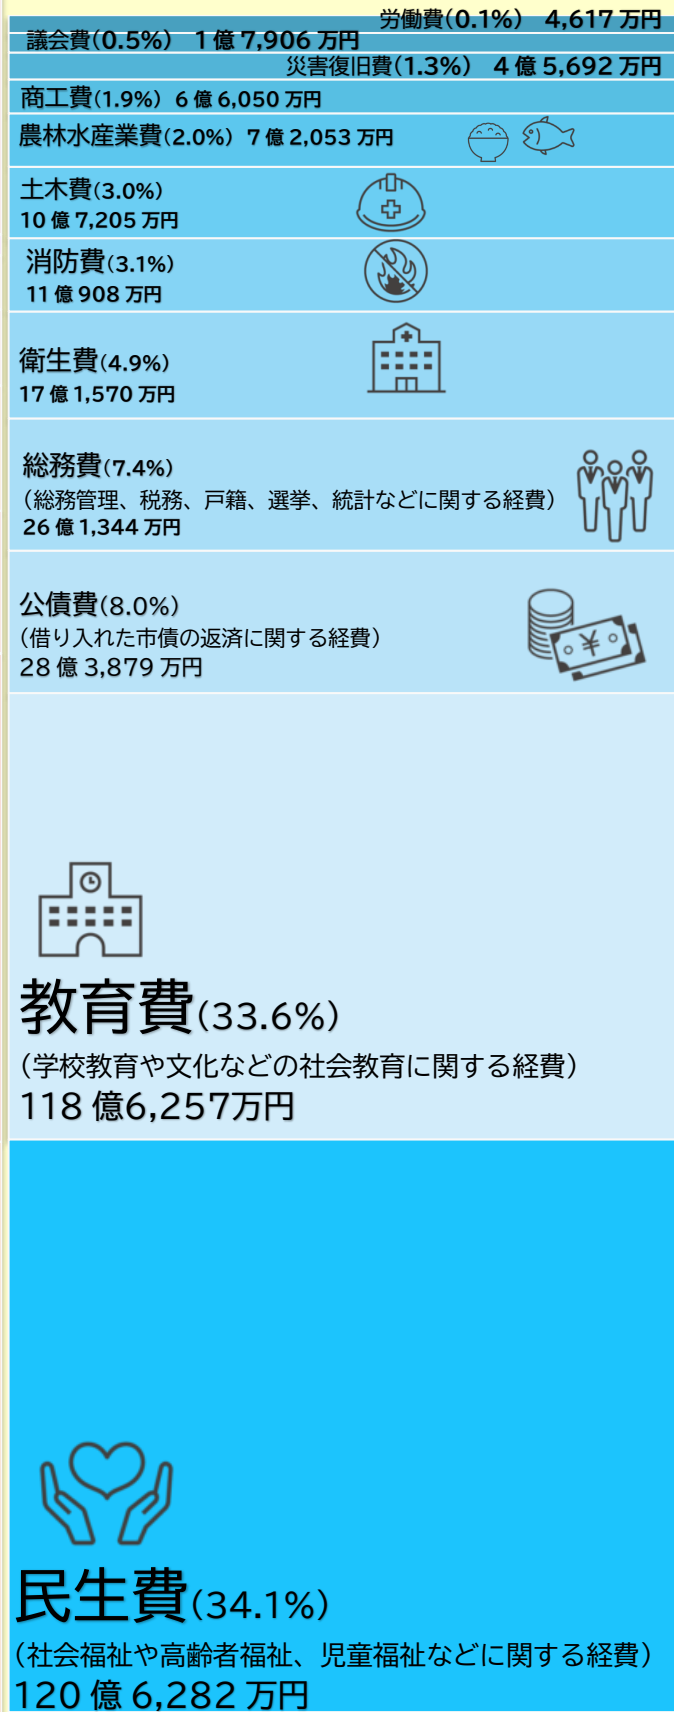 労働費(0.1%) 4,617 万円
議会費(0.5%) 1 億 7,906 万円
災害復旧費(1.3%) 4 億 5,692 万円
商工費(1.9%) 6 億 6,050 万円
農林水産業費(2.0%) 7 億 2,053 万円
土木費(3.0%)
10 億 7,205 万円
消防費(3.1%)
11 億 908 万円
衛生費(4.9%)
17 億 1,570 万円
総務費(7.4%)
(総務管理、税務、戸籍、選挙、統計などに関する経費)
26 億 1,344 万円
公債費(8.0%)
(借り入れた市債の返済に関する経費)
28 億 3,879 万円
教育費(33.6%)
(学校教育や文化などの社会教育に関する経費)
118 億6,257万円
民生費(34.1%)
(社会福祉や高齢者福祉、児童福祉などに関する経費)
120 億 6,282 万円